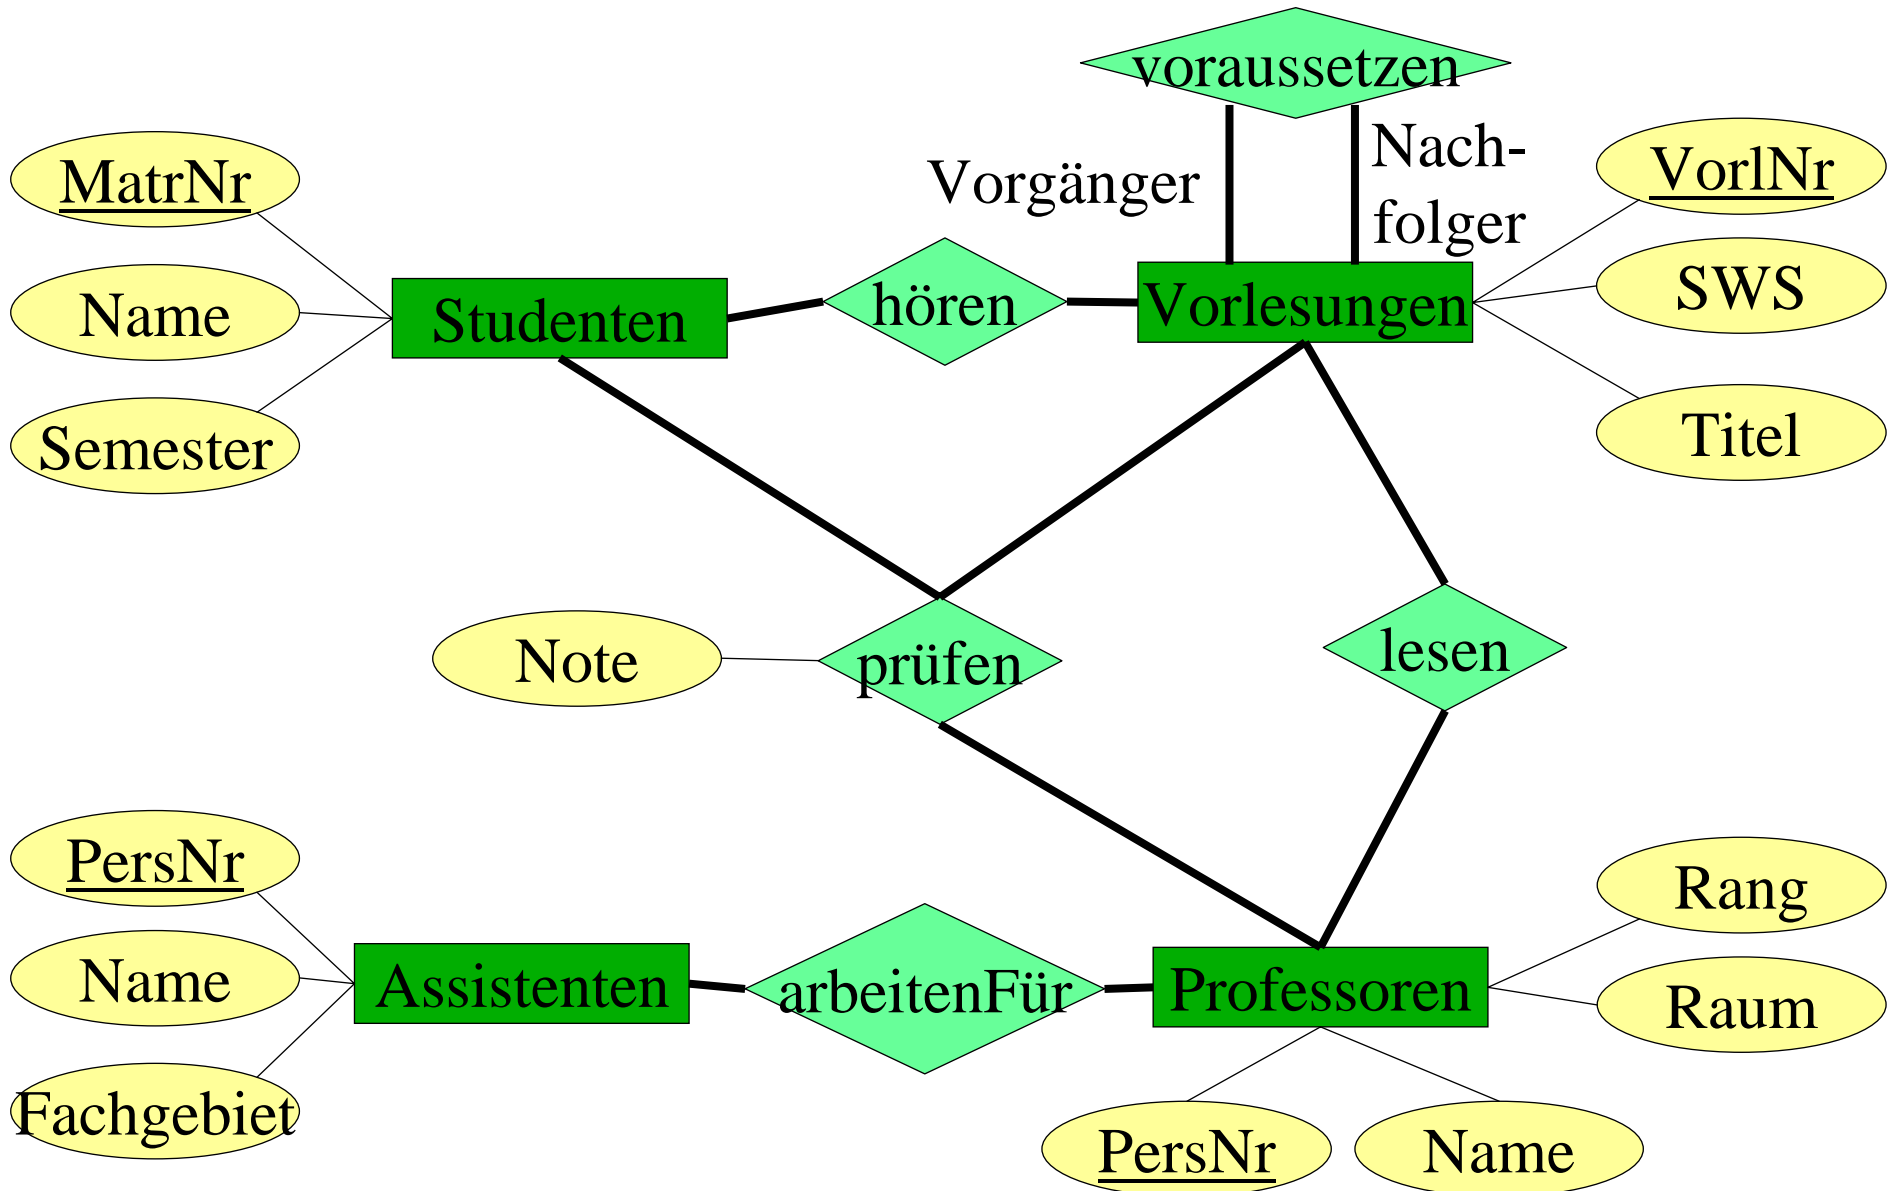 voraussetzen
Nach-
folger
Vorgänger
MatrNr
VorlNr
Name
Studenten
hören
Vorlesungen
SWS
Semester
Titel
Note
prüfen
lesen
PersNr
Rang
Name
Assistenten
arbeitenFür
Professoren
Raum
Fachgebiet
PersNr
Name